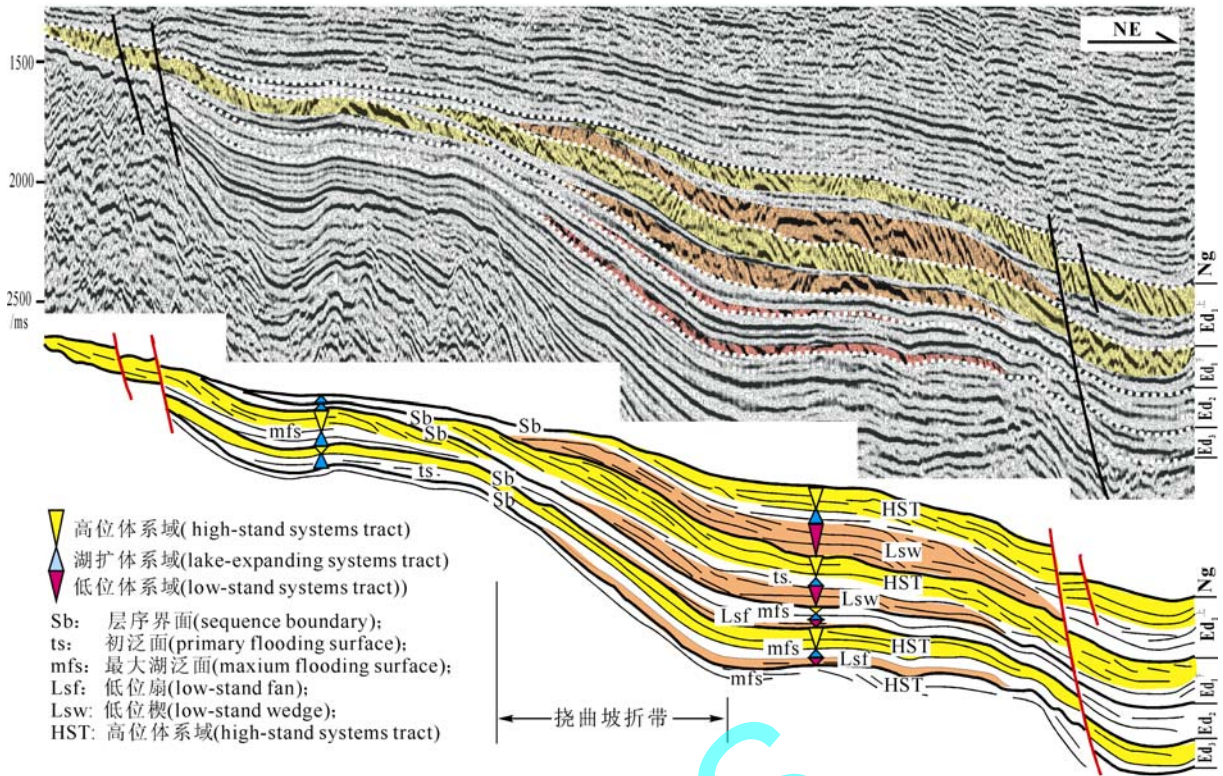 NE
1500
2000
2500
/ms
Ng
Ed₁上
Ed₁下
Ed₂
Ed₃
Sb
Sb
Sb
mfs
ts.
Sb
Sb
HST
Lsw
ts.
HST
Lsw
mfs
Lsf
mfs
HST
Lsf
mfs
HST
高位体系域( high-stand systems tract)
湖扩体系域(lake-expanding systems tract)
低位体系域(low-stand systems tract))
Sb: 层序界面(sequence boundary);
ts: 初泛面(primary flooding surface);
mfs: 最大湖泛面(maxium flooding surface);
Lsf: 低位扇(low-stand fan);
Lsw: 低位楔(low-stand wedge);
HST: 高位体系域(high-stand systems tract)
挠曲坡折带
Ng
Ed₁上
Ed₁下
Ed₂
Ed₃